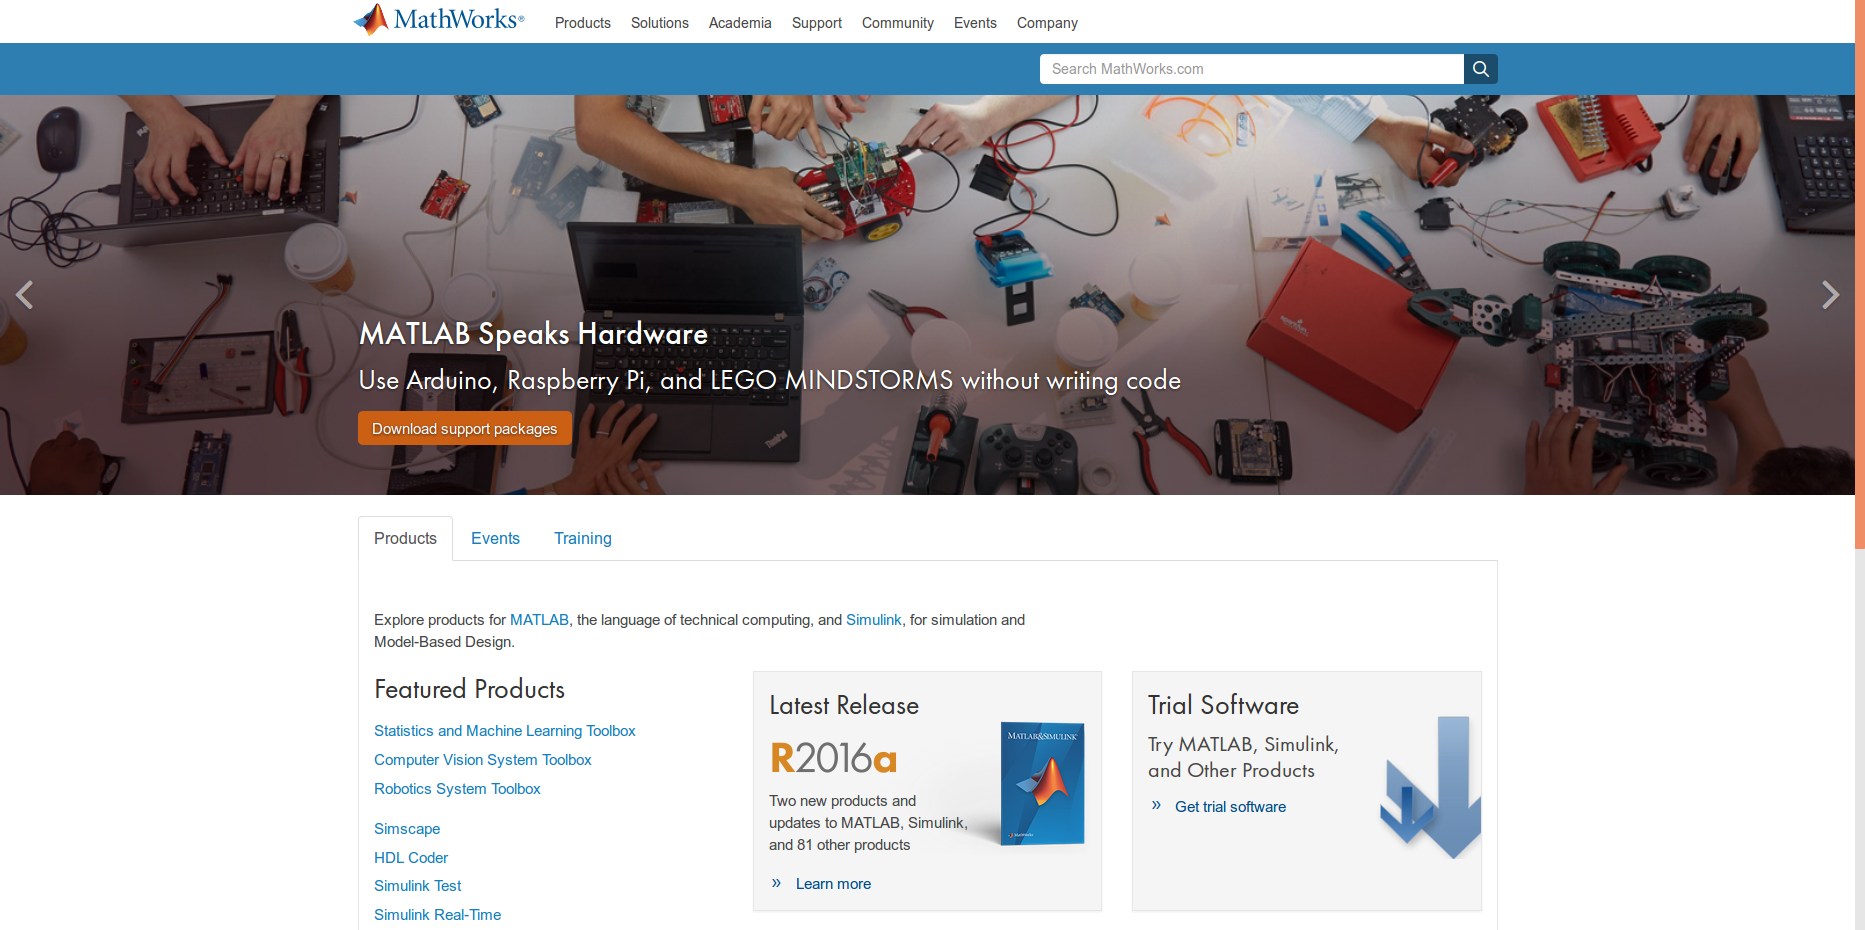 MathWorks®
Products Solutions Academia Support Community Events Company
Search MathWorks.com
MATLAB Speaks Hardware
Use Arduino, Raspberry Pi, and LEGO MINDSTORMS without writing code
Download support packages
Products Events Training
Explore products for MATLAB, the language of technical computing, and Simulink, for simulation and
Model-Based Design.
Featured Products
Statistics and Machine Learning Toolbox
Computer Vision System Toolbox
Robotics System Toolbox
Simscape
HDL Coder
Simulink Test
Simulink Real-Time
Latest Release
R2016a
Two new products and
updates to MATLAB, Simulink,
and 81 other products
» Learn more
MATLAB&SIMULINK
MathWorks
Trial Software
Try MATLAB, Simulink,
and Other Products
» Get trial software